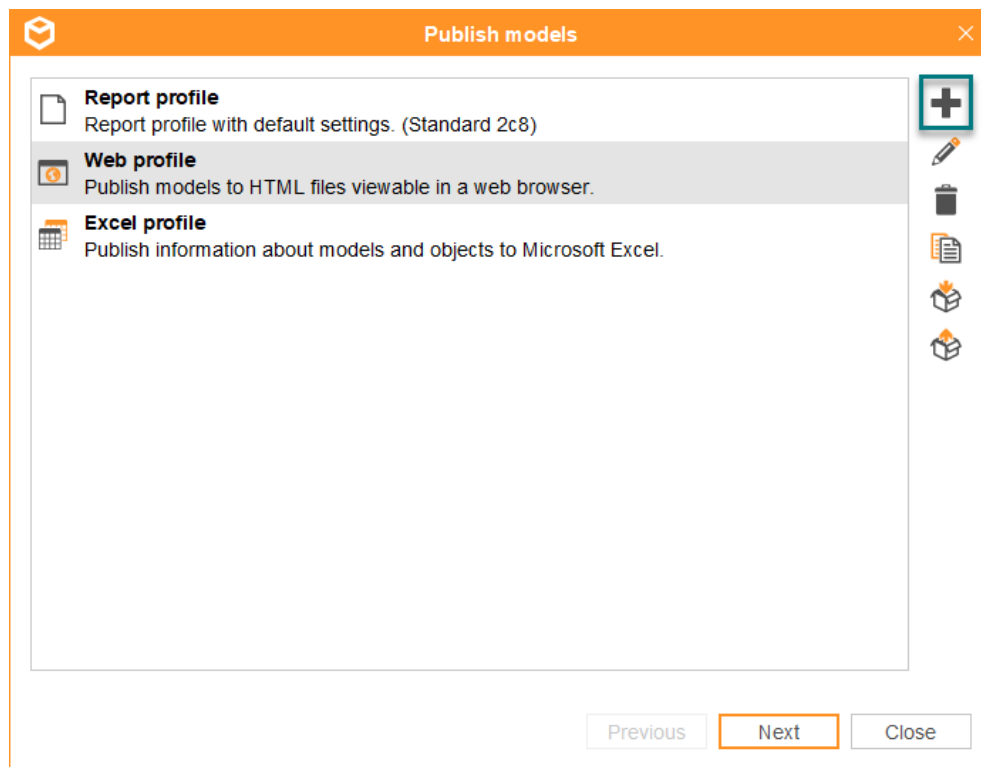 Publish models
Report profile
Report profile with default settings. (Standard 2c8)
Web profile
Publish models to HTML files viewable in a web browser.
Excel profile
Publish information about models and objects to Microsoft Excel.
Previous
Next
Close